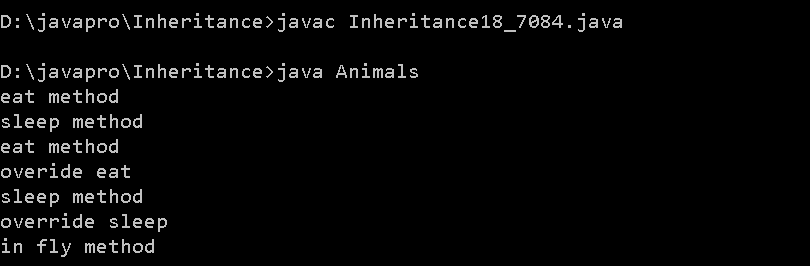 D:\javapro\Inheritance>javac Inheritance18_7084.java
D:\javapro\Inheritance>java Animals
eat method
sleep method
eat method
overide eat
sleep method
override sleep
in fly method